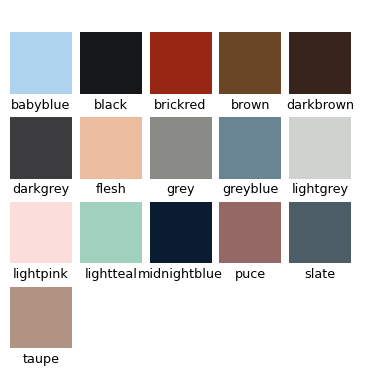 babyblue black brickred brown darkbrown
darkgrey flesh grey greyblue lightgrey
lightpink lightteal midnightblue puce slate
taupe